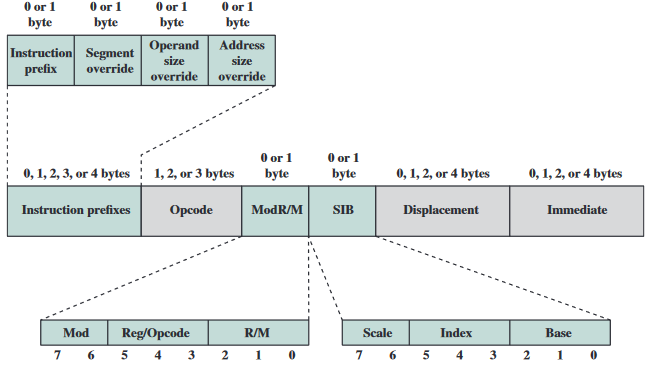 0 or 1 0 or 1 0 or 1 0 or 1
byte byte byte byte
Instruction prefix
Segment override
Operand size override
Address size override
0 or 1 0 or 1
0, 1, 2, 3, or 4 bytes 1, 2, or 3 bytes byte byte 0, 1, 2, or 4 bytes 0, 1, 2, or 4 bytes
Instruction prefixes Opcode ModR/M SIB Displacement Immediate
Mod Reg/Opcode R/M Scale Index Base
7 6 5 4 3 2 1 0 7 6 5 4 3 2 1 0